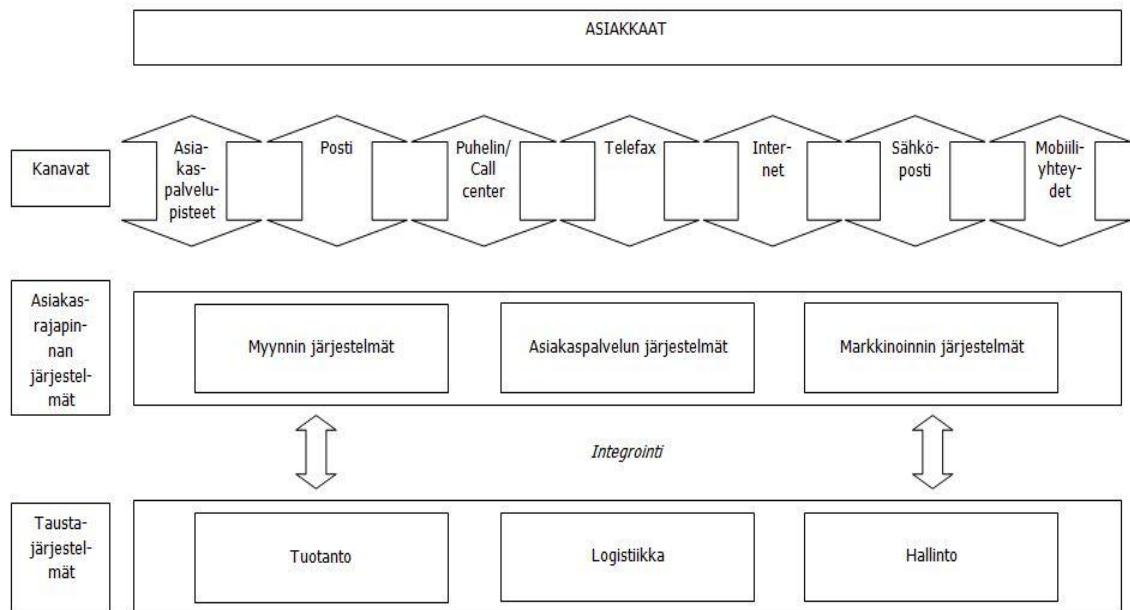 ASIAKKAAT
Kanavat
Asia-
kas-
palvelu-
pisteet
Posti
Puhelin/
Call
center
Telefax
Inter-
net
Sähkö-
posti
Mobiili-
yhtey-
det
Asiakas-
rajapin-
nan
järjestel-
mät
Myynnin järjestelmät
Asiakaspalvelun järjestelmät
Markkinoinnin järjestelmät
Integrointi
Tausta-
järjestel-
mät
Tuotanto
Logistiikka
Hallinto